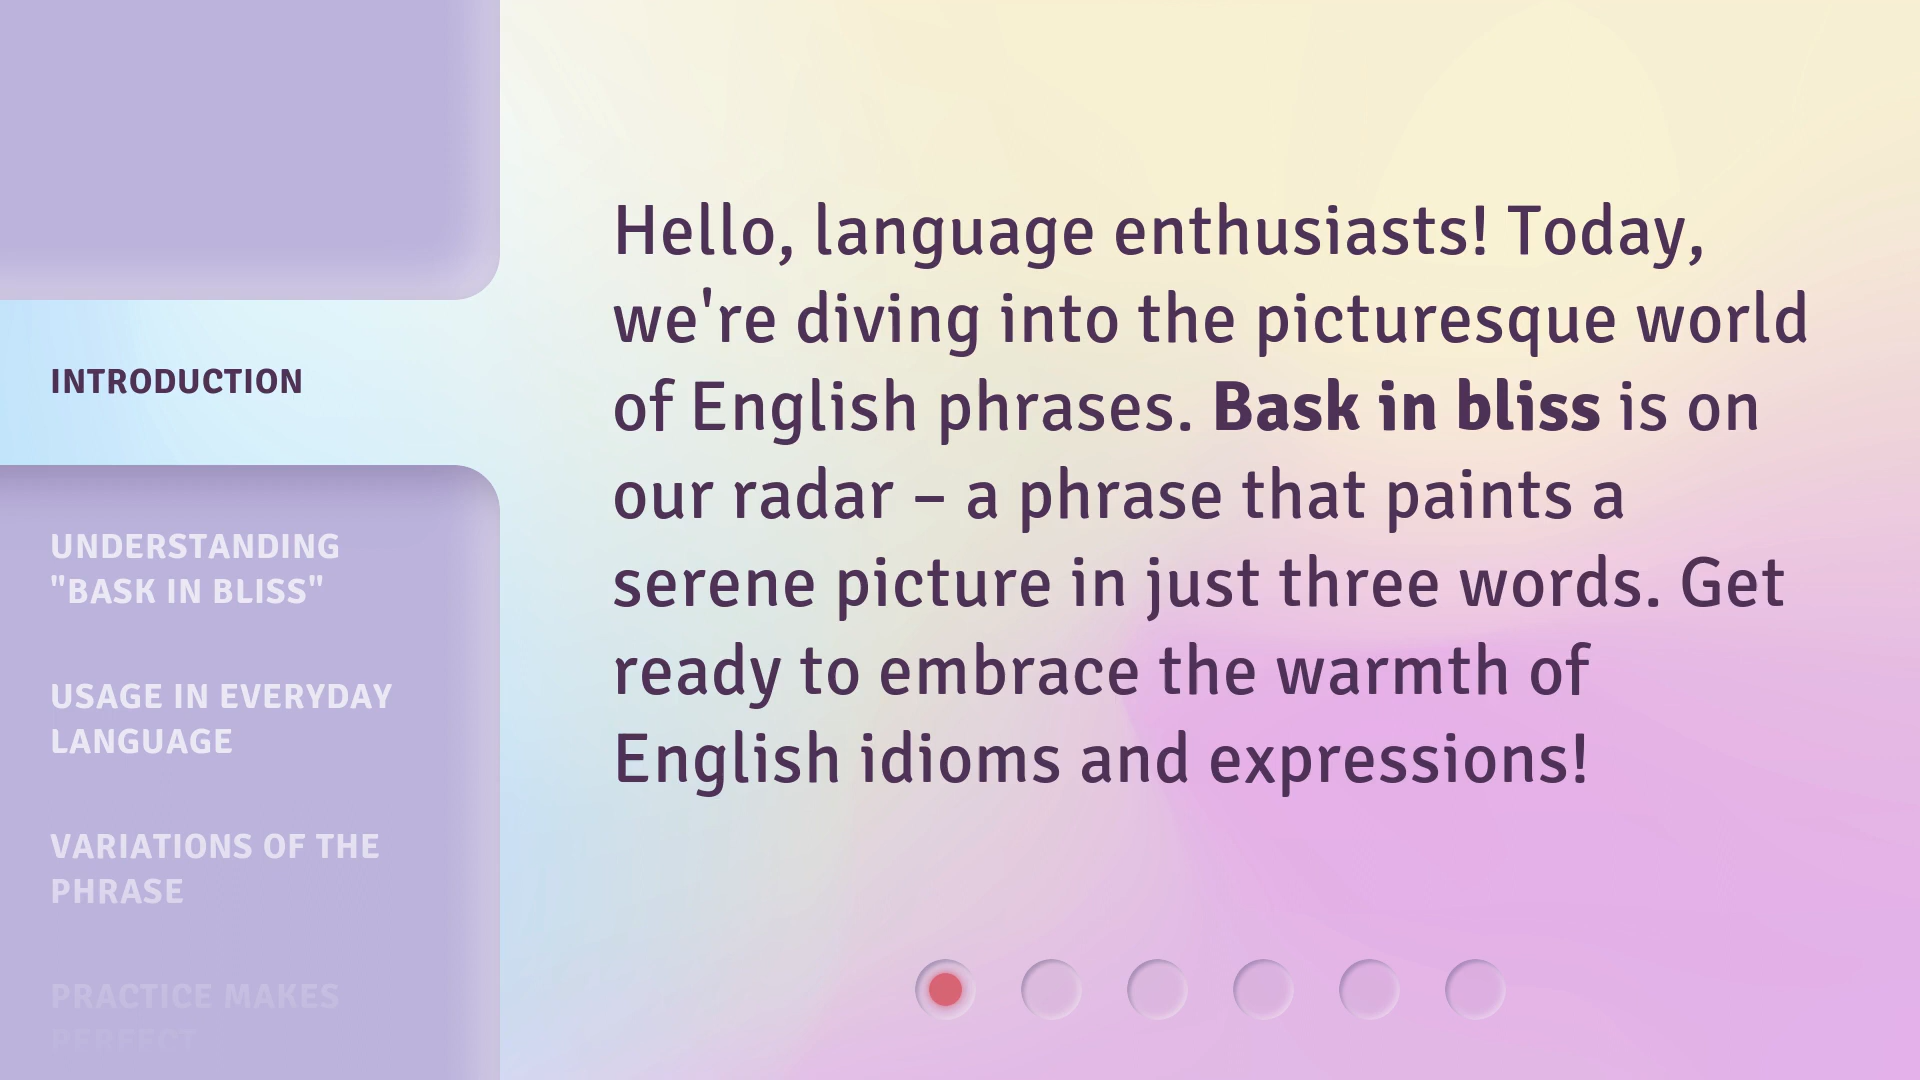 INTRODUCTION
UNDERSTANDING
"BASK IN BLISS"
USAGE IN EVERYDAY
LANGUAGE
VARIATIONS OF THE
PHRASE
PRACTICE MAKES
PERFECT
Hello, language enthusiasts! Today,
we're diving into the picturesque world
of English phrases. Bask in bliss is on
our radar – a phrase that paints a
serene picture in just three words. Get
ready to embrace the warmth of
English idioms and expressions!